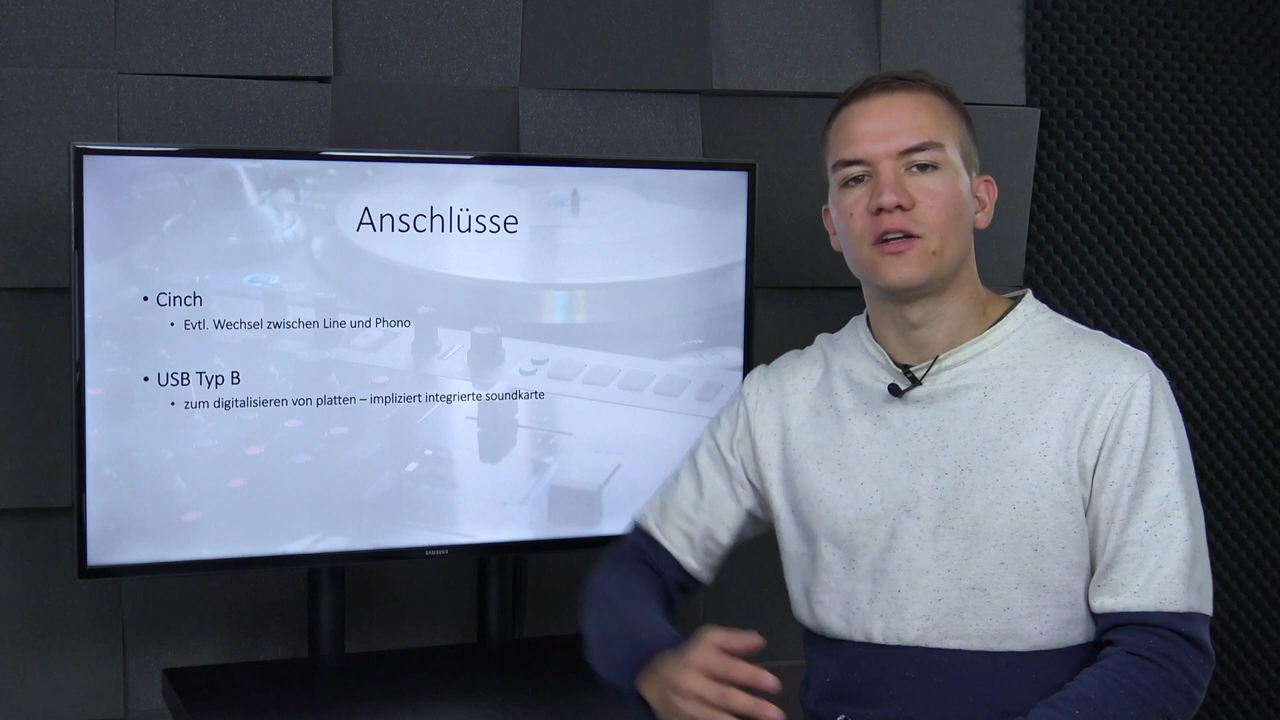 Anschlüsse
• Cinch
• Evtl. Wechsel zwischen Line und Phono
• USB Typ B
• zum digitalisieren von platten – impliziert integrierte soundkarte
SAMSUNG